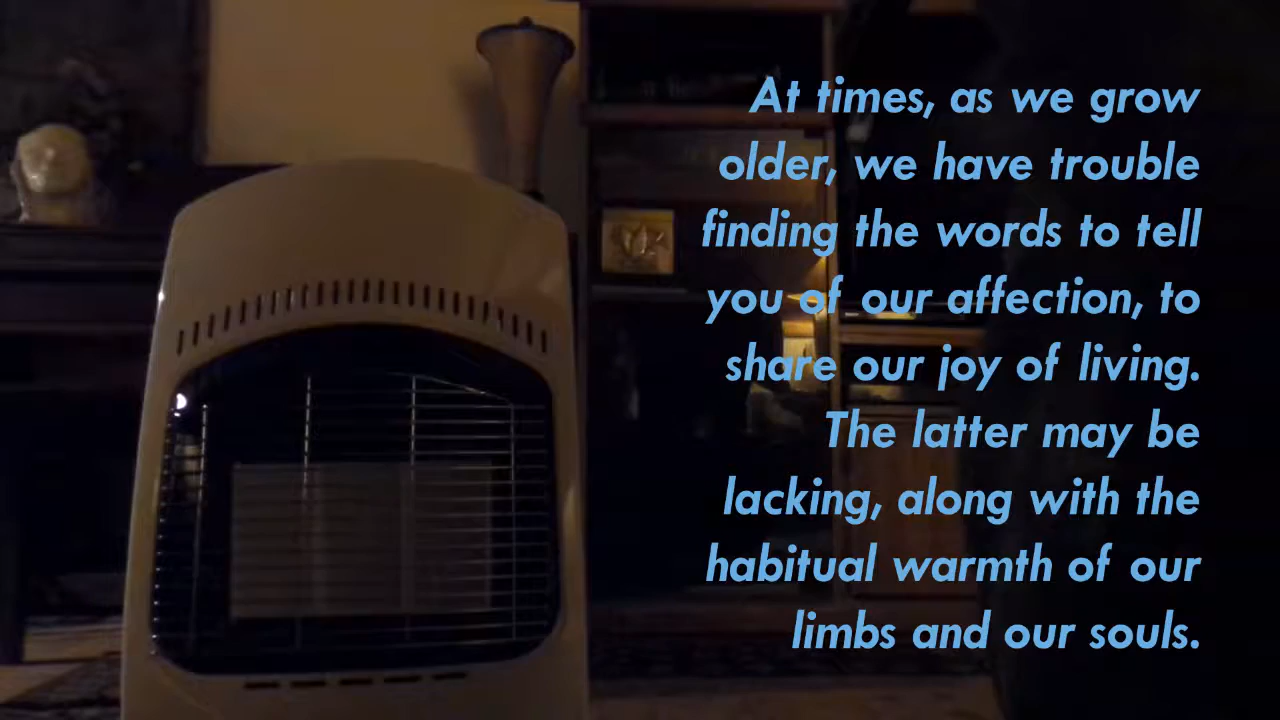 At times, as we grow
older, we have trouble
finding the words to tell
you of our affection, to
share our joy of living.
The latter may be
lacking, along with the
habitual warmth of our
limbs and our souls.